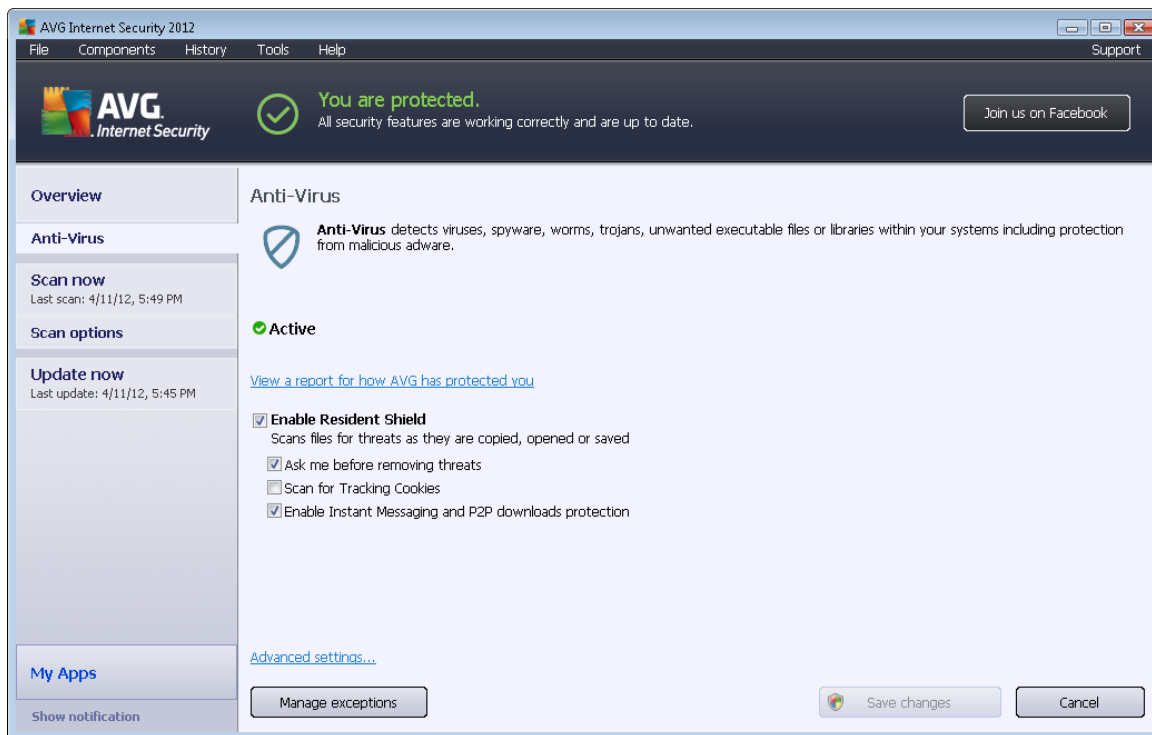 AVG Internet Security 2012
File Components History Tools Help Support
AVG.
Internet Security
You are protected.
All security features are working correctly and are up to date.
Join us on Facebook
Overview
Anti-Virus
Scan now
Last scan: 4/11/12, 5:49 PM
Scan options
Update now
Last update: 4/11/12, 5:45 PM
My Apps
Show notification
Anti-Virus
Anti-Virus detects viruses, spyware, worms, trojans, unwanted executable files or libraries within your systems including protection
from malicious adware.
Active
View a report for how AVG has protected you
Enable Resident Shield
Scans files for threats as they are copied, opened or saved
Ask me before removing threats
Scan for Tracking Cookies
Enable Instant Messaging and P2P downloads protection
Advanced settings...
Manage exceptions
Save changes
Cancel